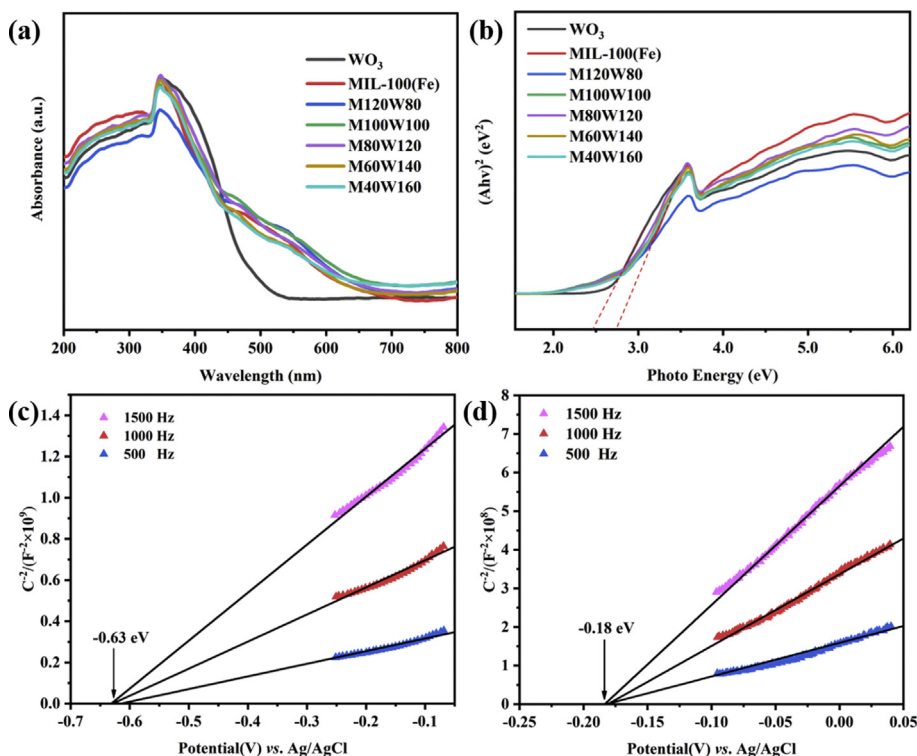 (a)
WO₃
MIL-100(Fe)
M120W80
M100W100
M80W120
M60W140
M40W160
Absorbance (a.u.)
200 300 400 500 600 700 800
Wavelength (nm)
(b)
WO₃
MIL-100(Fe)
M120W80
M100W100
M80W120
M60W140
M40W160
(Ahv)² (eV²)
2.0 3.0 4.0 5.0 6.0
Photo Energy (eV)
(c)
1500 Hz
1000 Hz
500 Hz
1.4
1.2
1.0
0.8
0.6
0.4
0.2
0.0
C⁻²/(F⁻²×10⁹)
-0.63 eV
-0.7 -0.6 -0.5 -0.4 -0.3 -0.2 -0.1
Potential(V) vs. Ag/AgCl
(d)
1500 Hz
1000 Hz
500 Hz
8
7
6
5
4
3
2
1
0
C⁻²/(F⁻²×10⁸)
-0.18 eV
-0.25 -0.20 -0.15 -0.10 -0.05 0.00 0.05
Potential(V) vs. Ag/AgCl